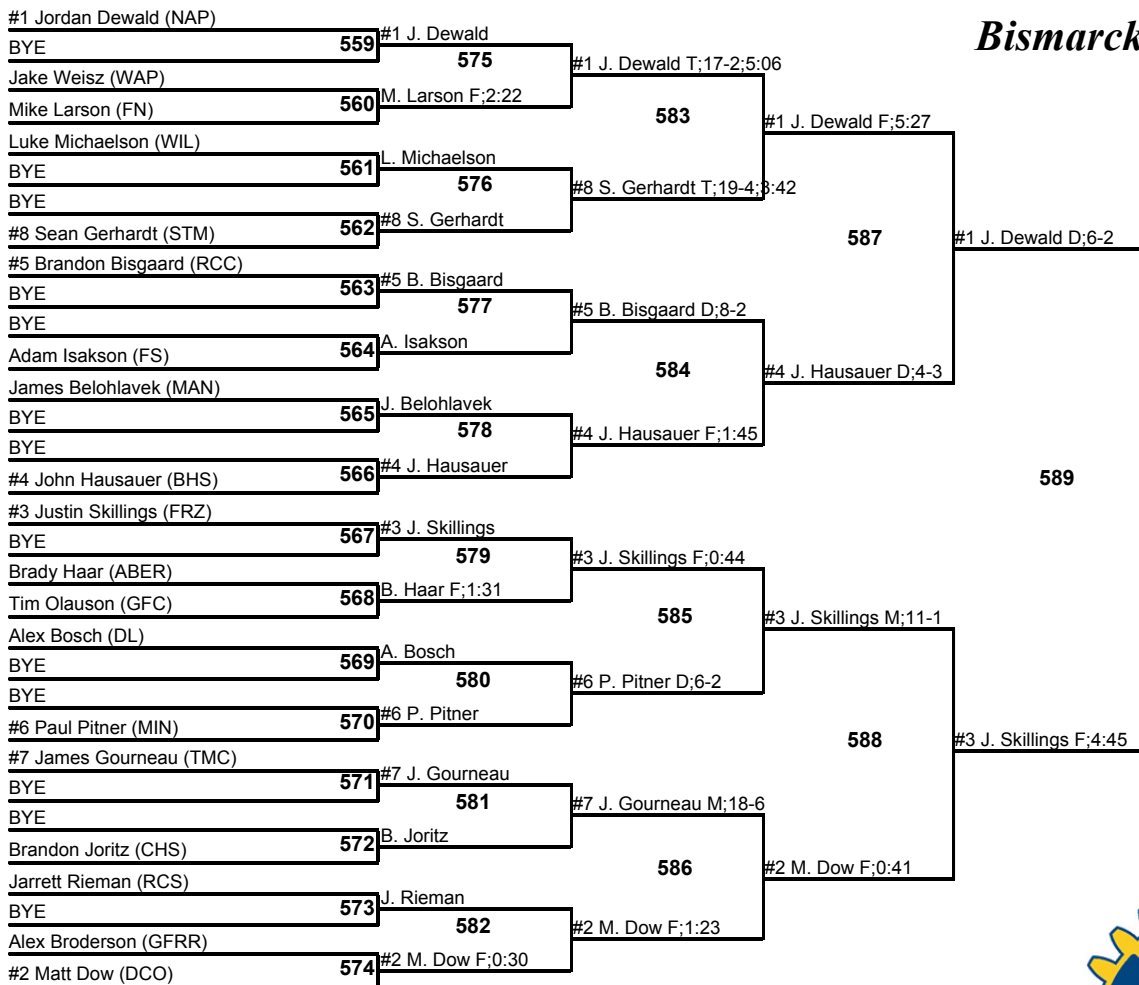 #1 Jordan Dewald (NAP)
BYE
559
Jake Weisz (WAP)
Mike Larson (FN)
560
Luke Michaelson (WIL)
BYE
561
BYE
#8 Sean Gerhardt (STM)
562
#5 Brandon Bisgaard (RCC)
BYE
563
BYE
Adam Isakson (FS)
564
James Belohlavek (MAN)
BYE
565
BYE
#4 John Hausauer (BHS)
566
#3 Justin Skillings (FRZ)
BYE
567
Brady Haar (ABER)
Tim Olauson (GFC)
568
Alex Bosch (DL)
BYE
569
BYE
#6 Paul Pitner (MIN)
570
#7 James Gourneau (TMC)
BYE
571
BYE
Brandon Joritz (CHS)
572
Jarrett Rieman (RCS)
BYE
573
Alex Broderson (GFRR)
#2 Matt Dow (DCO)
574
#1 J. Dewald
575
M. Larson F;2:22
L. Michaelson
576
#8 S. Gerhardt
#5 B. Bisgaard
577
A. Isakson
J. Belohlavek
578
#4 J. Hausauer
#3 J. Skillings
579
B. Haar F;1:31
A. Bosch
580
#6 P. Pitner
#7 J. Gourneau
581
B. Joritz
J. Rieman
582
#2 M. Dow F;0:30
#1 J. Dewald T;17-2;5:06
583
#8 S. Gerhardt T;19-4;3:42
#5 B. Bisgaard D;8-2
584
#4 J. Hausauer F;1:45
#3 J. Skillings F;0:44
585
#6 P. Pitner D;6-2
#7 J. Gourneau M;18-6
586
#2 M. Dow F;1:23
#1 J. Dewald F;5:27
587
#4 J. Hausauer D;4-3
#3 J. Skillings M;11-1
588
#2 M. Dow F;0:41
Bismarck
#1 J. Dewald D;6-2
589
#3 J. Skillings F;4:45